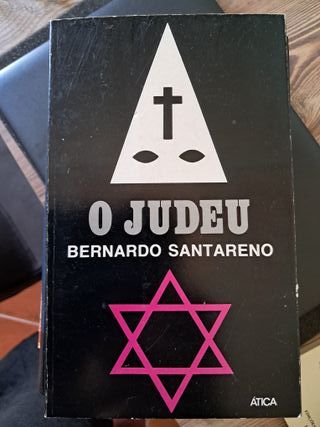 O JUDEU
BERNARDO SANTARENO
ÁTICA